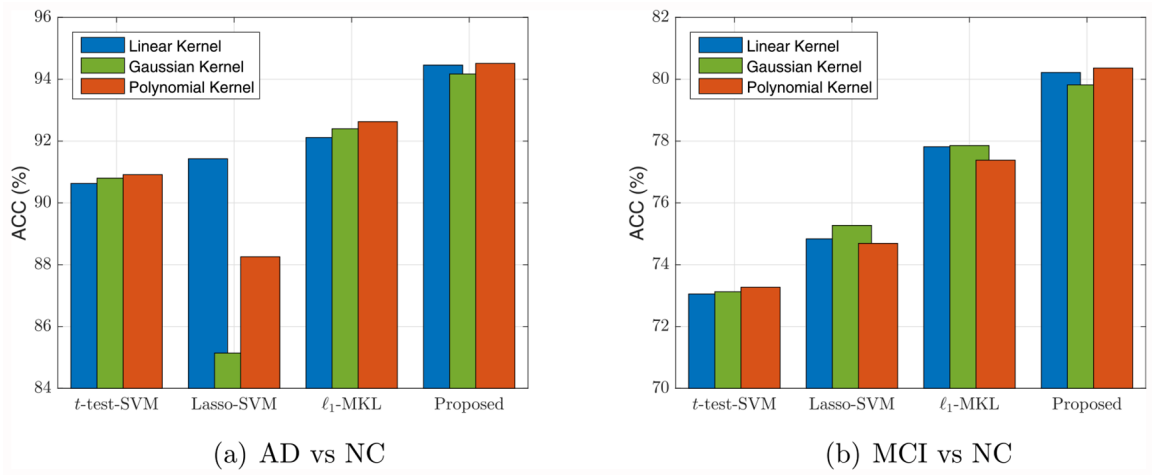 96
94
92
90
88
86
84
ACC (%)
Linear Kernel
Gaussian Kernel
Polynomial Kernel
t-test-SVM Lasso-SVM ℓ₁-MKL Proposed
(a) AD vs NC
82
80
78
76
74
72
70
ACC (%)
Linear Kernel
Gaussian Kernel
Polynomial Kernel
t-test-SVM Lasso-SVM ℓ₁-MKL Proposed
(b) MCI vs NC